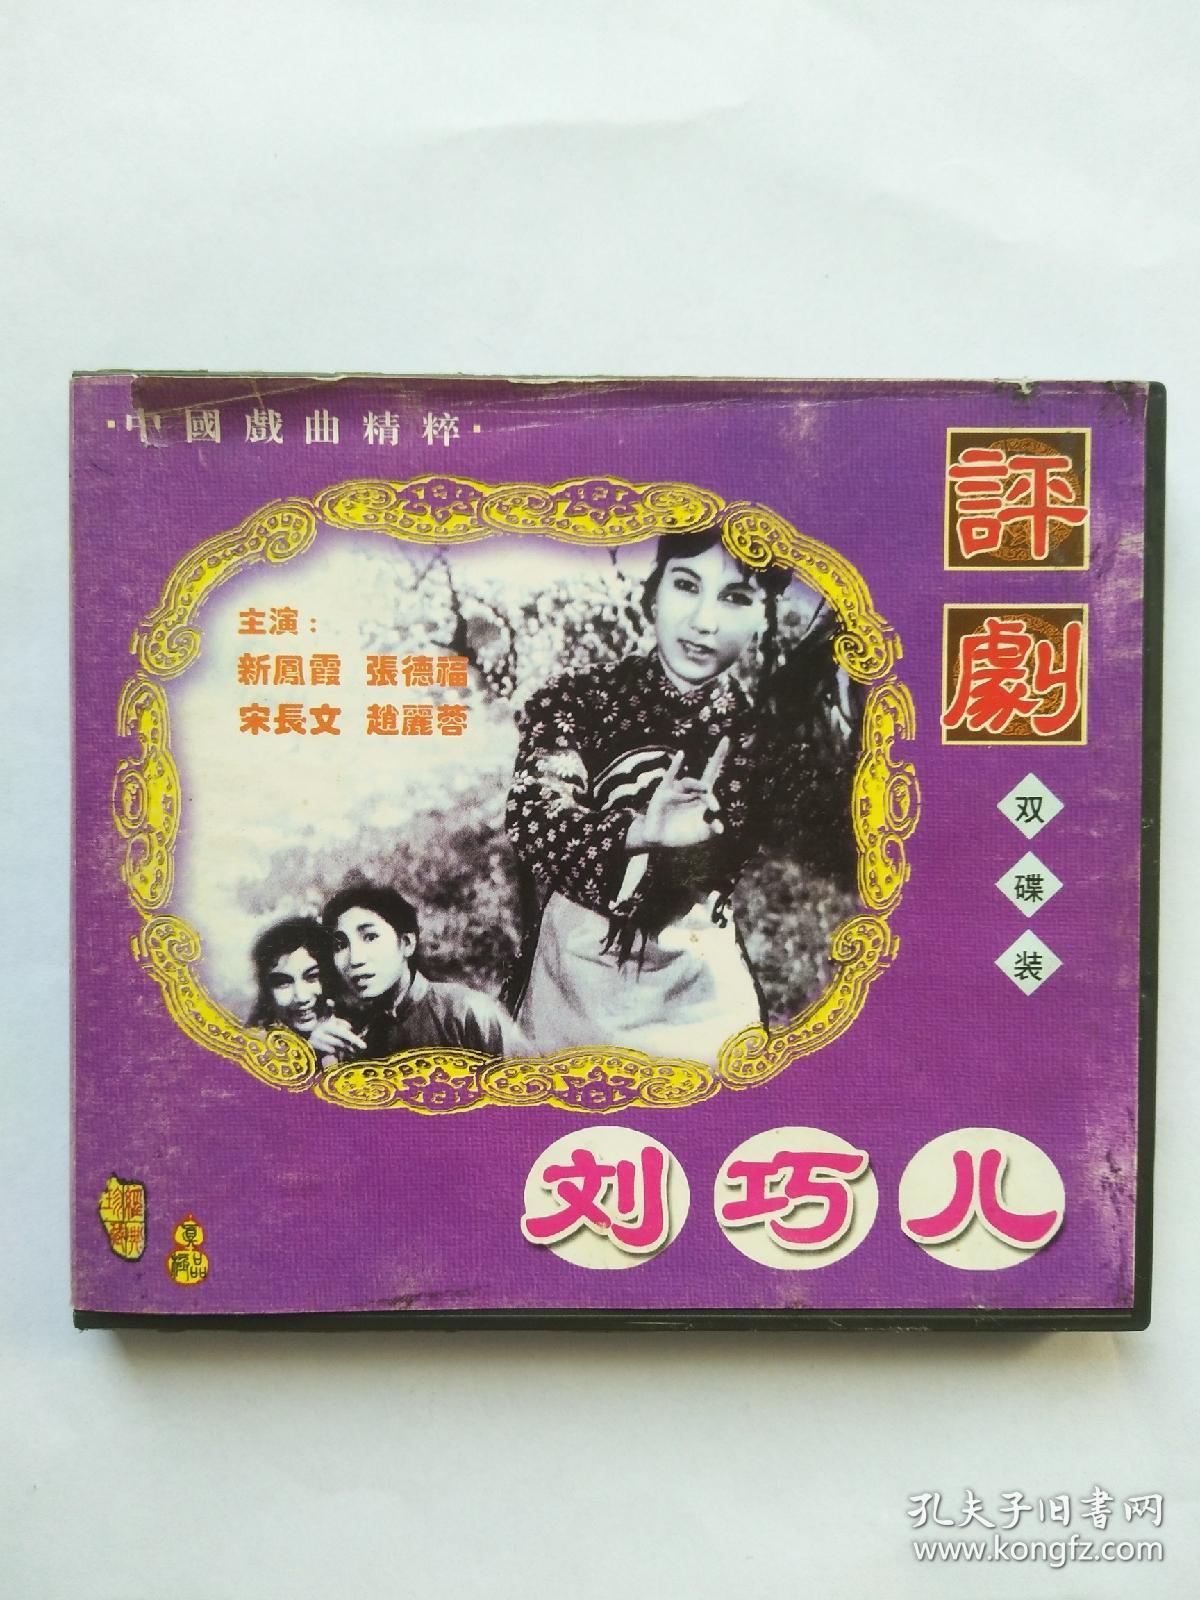 ·中國戲曲精粹·
評劇
双碟装
主演：
新鳳霞 張德福
宋長文 趙麗蓉
刘巧儿
孔夫子旧书网
www.kongfz.com